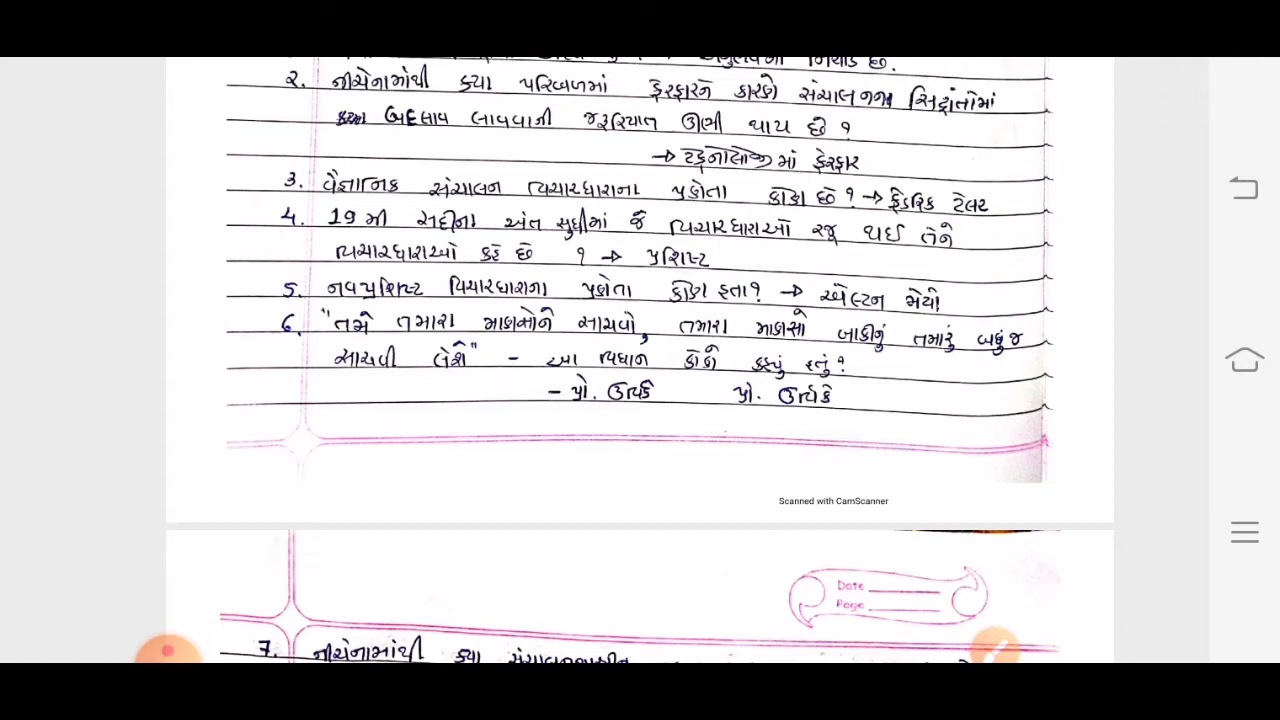 નિચોડ છે.
૨. નીચેનામાંથી ક્યા પરિબળમાં ફેરફારને કારણે સંચાલનના સિદ્ધાંતોમાં
બદલાવ લાવવાની જરૂરિયાત ઊભી થાય છે ?
→ ટેક્નોલોજીમાં ફેરફાર
3. વૈજ્ઞાનિક સંચાલન વિચારધારાના પ્રણેતા કોણ છે? → ફ્રેડરિક ટેલર
4. 19 મી સદીના અંત સુધીમાં જે વિચારધારાઓ રજૂ થઈ તેને
વિચારધારાઓ કહે છે ? → પ્રશિષ્ટ
5. નવપ્રશિષ્ટ વિચારધારાના પ્રણેતા કોણ હતા? → એલ્ટન મેયો
6. "તમે તમારા માણસોને સાચવો, તમારા માણસો બાકીનું તમારું બધું જ
સાચવી લેશે" - આ વિધાન કોણે કહ્યું હતું?
- પ્રો. ઉર્વિક પ્રો. ઉર્વિક
Scanned with CamScanner
Date
Page
7. નીચેનામાંથી ક્યા